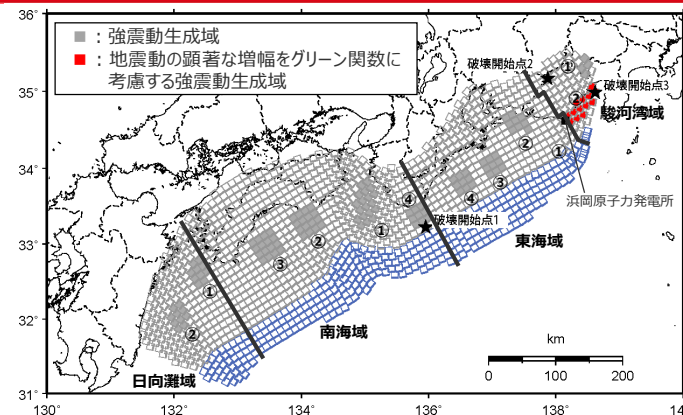 ■ : 強震動生成域
■ : 地震動の顕著な増幅をグリーン関数に
考慮する強震動生成域
36°
35°
34°
33°
32°
31°
130°
132°
134°
136°
138°
14
破壊開始点2
①
破壊開始点3
②
駿河湾域
②
①
浜岡原子力発電所
③
④
④
破壊開始点1
①
東海域
②
③
①
南海域
②
日向灘域
km
0 100 200